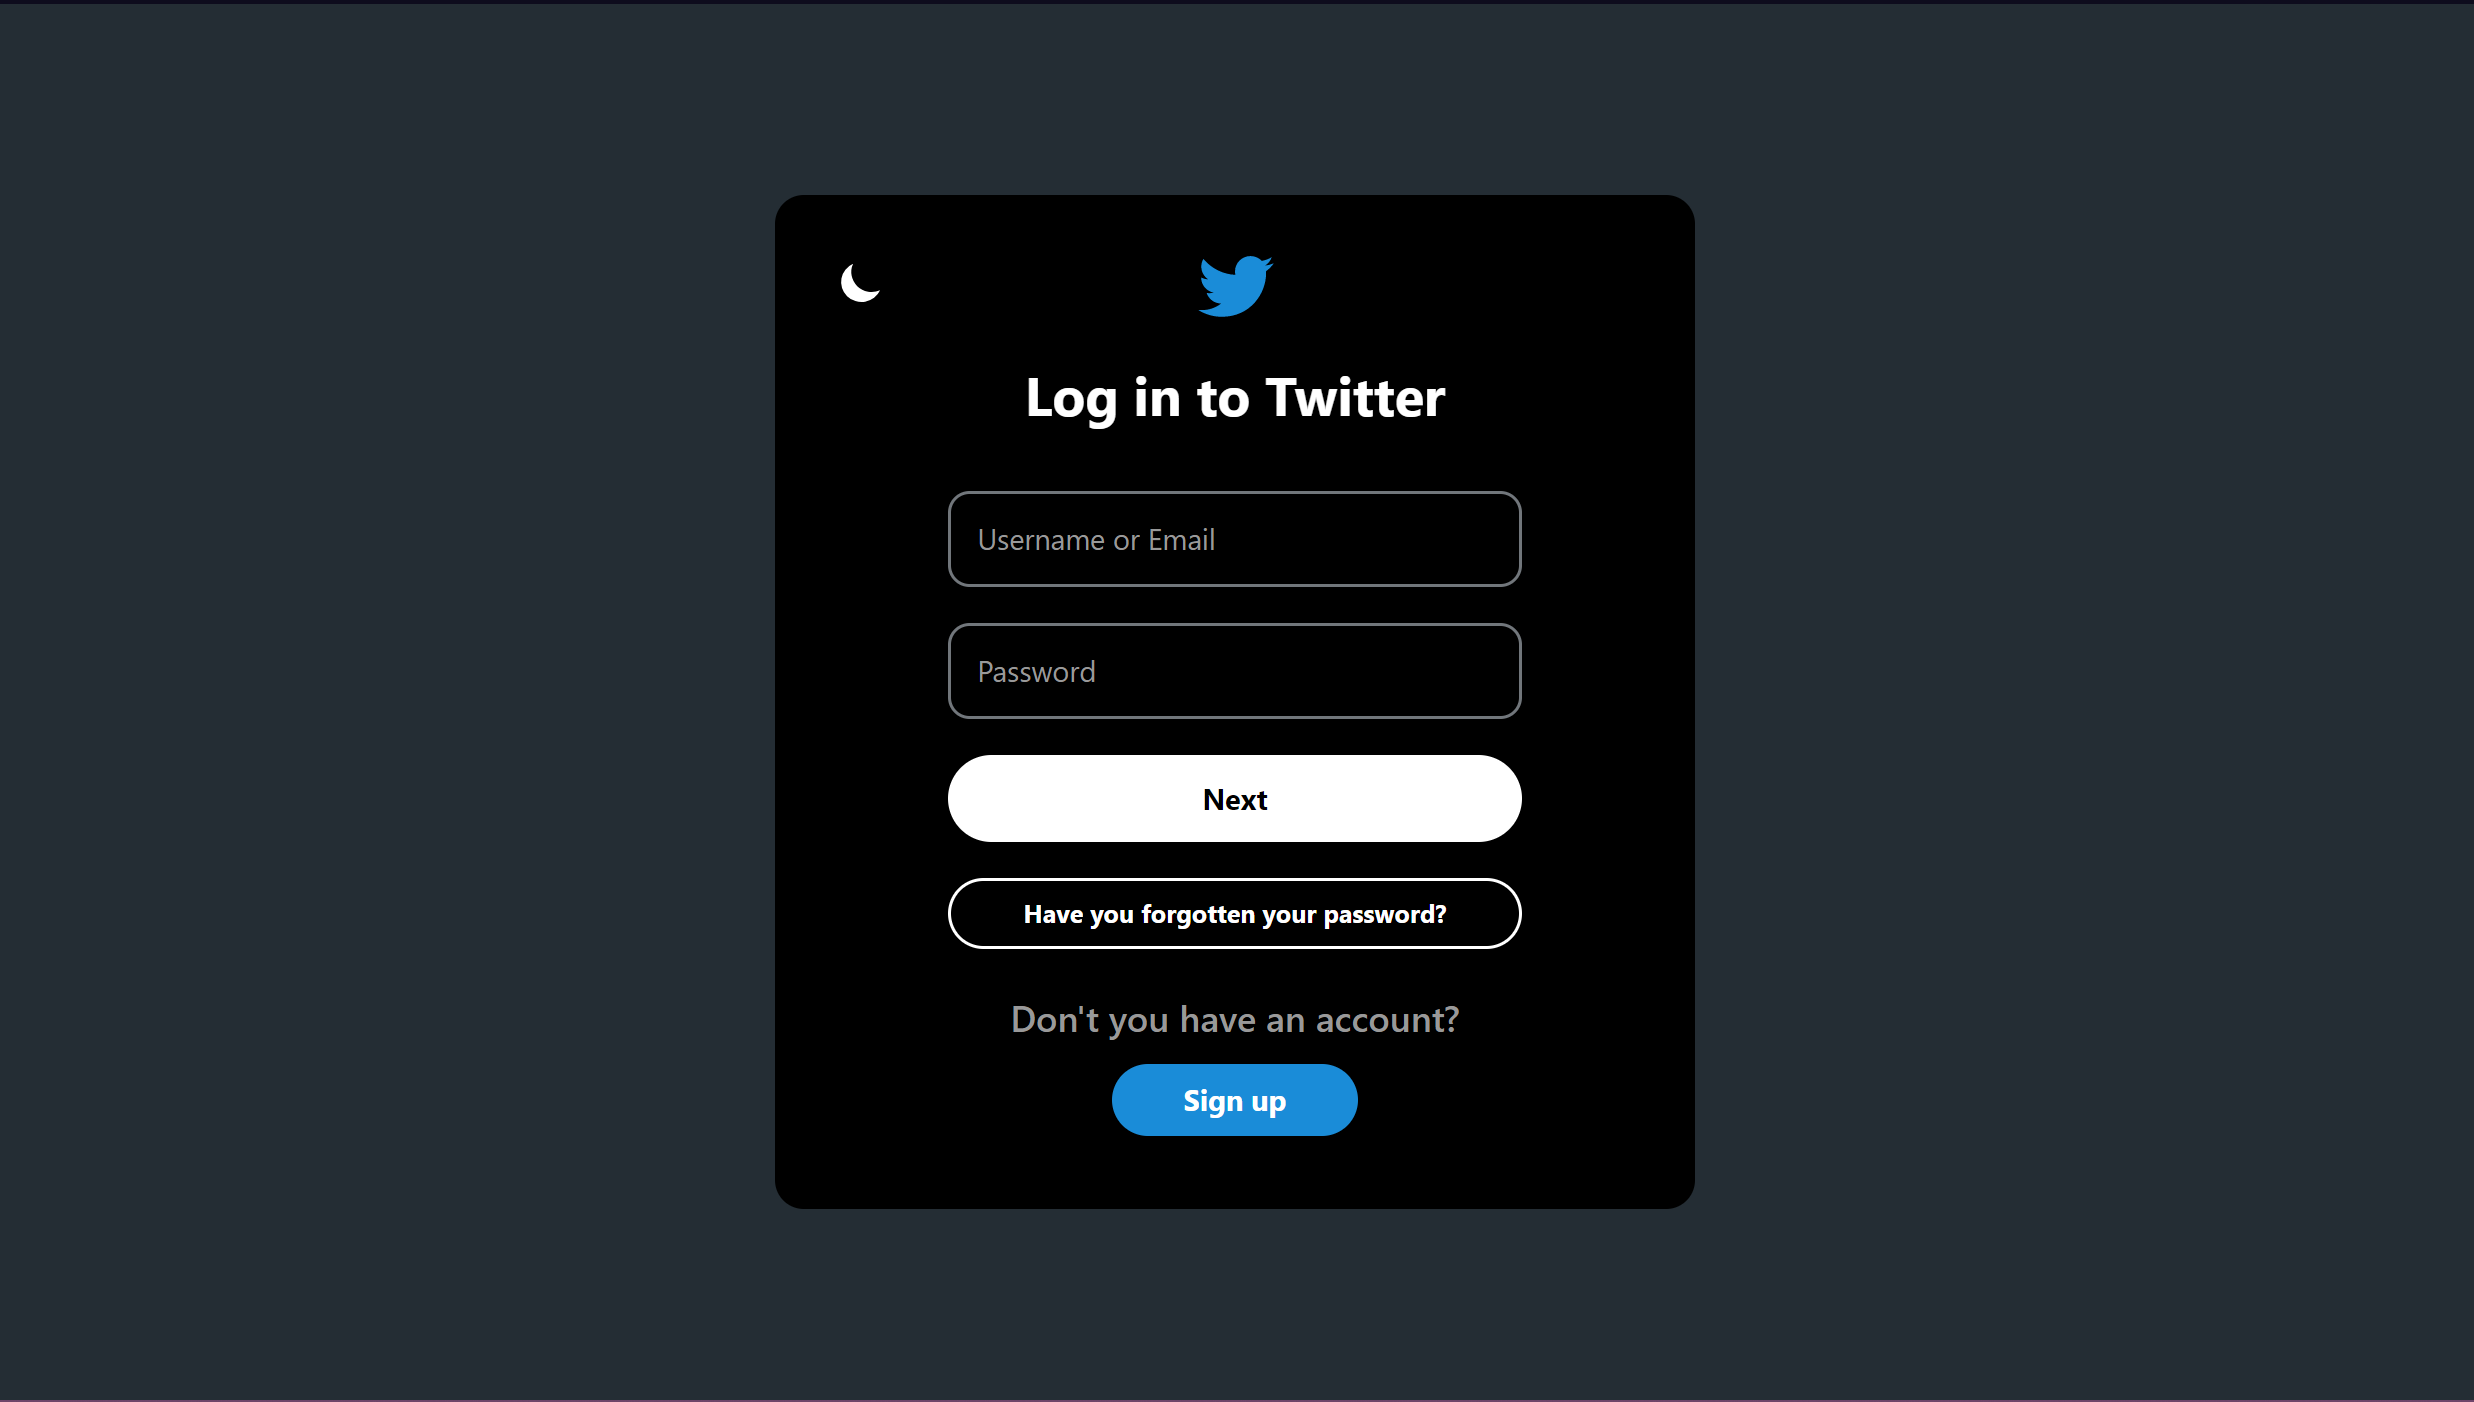 Log in to Twitter
Username or Email
Password
Next
Have you forgotten your password?
Don't you have an account?
Sign up